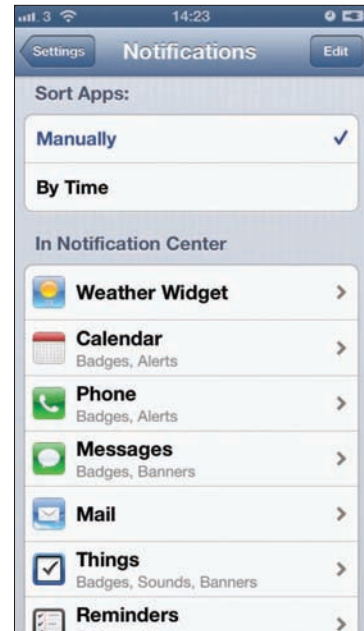 3 14:23
Settings Notifications Edit
Sort Apps:
Manually
By Time
In Notification Center
Weather Widget
Calendar
Badges, Alerts
Phone
Badges, Alerts
Messages
Badges, Banners
Mail
Things
Badges, Sounds, Banners
Reminders